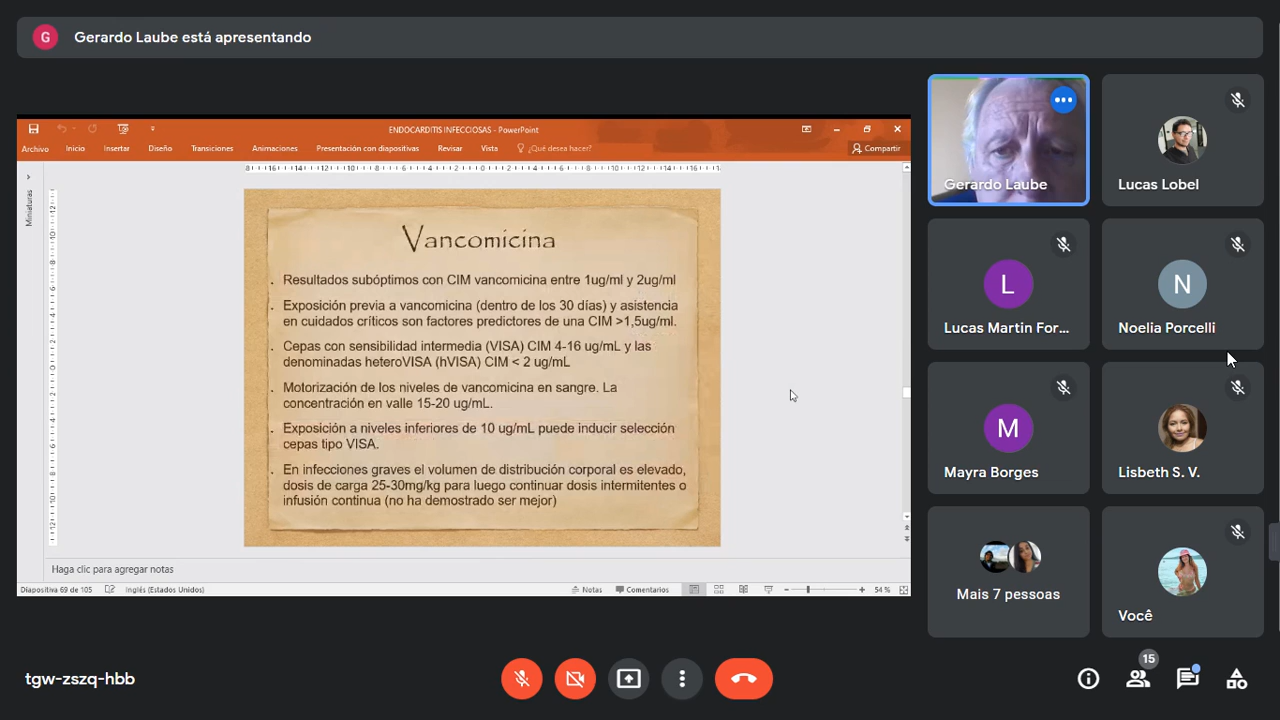 G
Gerardo Laube está apresentando
ENDOCARDITIS INFECCIOSAS - PowerPoint
Archivo Inicio Insertar Diseño Transiciones Animaciones Presentación con diapositivas Revisar Vista ¿Qué desea hacer? Compartir
Miniaturas
Vancomicina
. Resultados subóptimos con CIM vancomicina entre 1ug/ml y 2ug/ml
. Exposición previa a vancomicina (dentro de los 30 días) y asistencia
en cuidados críticos son factores predictores de una CIM >1,5ug/ml.
. Cepas con sensibilidad intermedia (VISA) CIM 4-16 ug/mL y las
denominadas heteroVISA (hVISA) CIM < 2 ug/mL
. Motorización de los niveles de vancomicina en sangre. La
concentración en valle 15-20 ug/mL.
. Exposición a niveles inferiores de 10 ug/mL puede inducir selección
cepas tipo VISA.
. En infecciones graves el volumen de distribución corporal es elevado,
dosis de carga 25-30mg/kg para luego continuar dosis intermitentes o
infusión continua (no ha demostrado ser mejor)
Haga clic para agregar notas
Diapositiva 69 de 105 Inglés (Estados Unidos) Notas Comentarios 54 %
Gerardo Laube
Lucas Lobel
L
Lucas Martin For...
N
Noelia Porcelli
M
Mayra Borges
Lisbeth S. V.
Mais 7 pessoas
Você
tgw-zszq-hbb
15